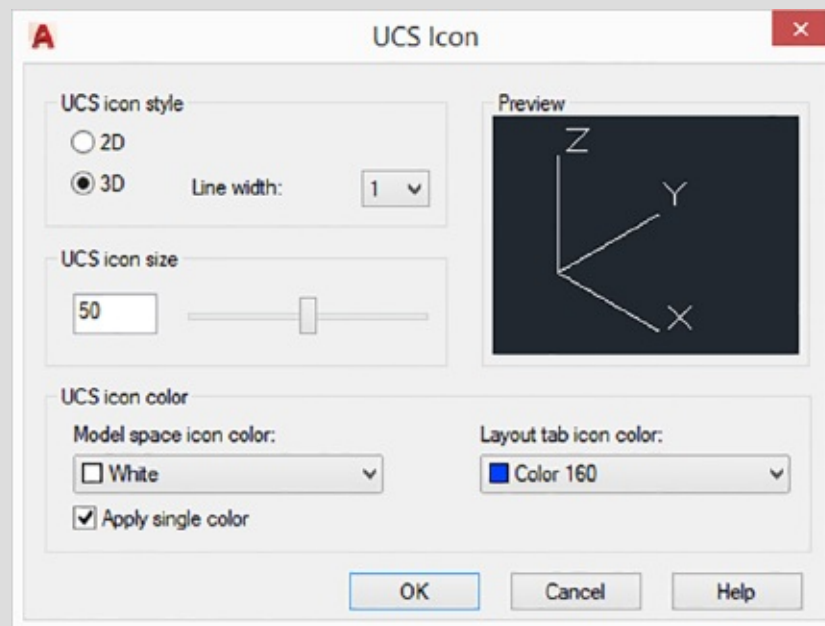 UCS Icon
UCS icon style
2D
3D
Line width:
1
Preview
Z
Y
X
UCS icon size
50
UCS icon color
Model space icon color:
White
Apply single color
Layout tab icon color:
Color 160
OK
Cancel
Help